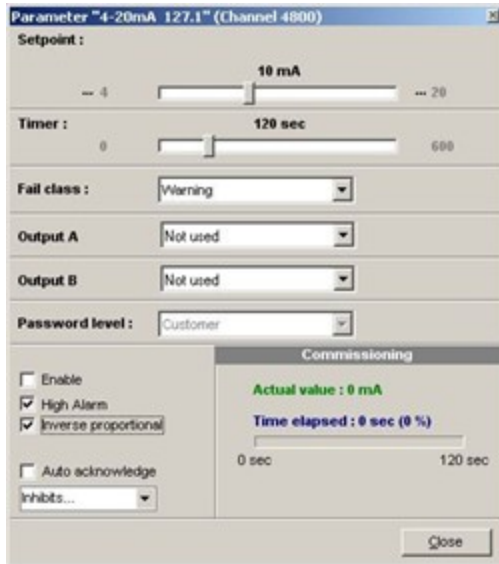 Parameter "4-20mA 127.1" (Channel 4800)
Setpoint :
10 mA
--- 4
--- 20
Timer :
120 sec
0
600
Fail class :
Warning
Output A
Not used
Output B
Not used
Password level :
Customer
Commissioning
Enable
High Alarm
Inverse proportional
Auto acknowledge
Inhibits...
Actual value : 0 mA
Time elapsed : 0 sec (0 %)
0 sec
120 sec
Close